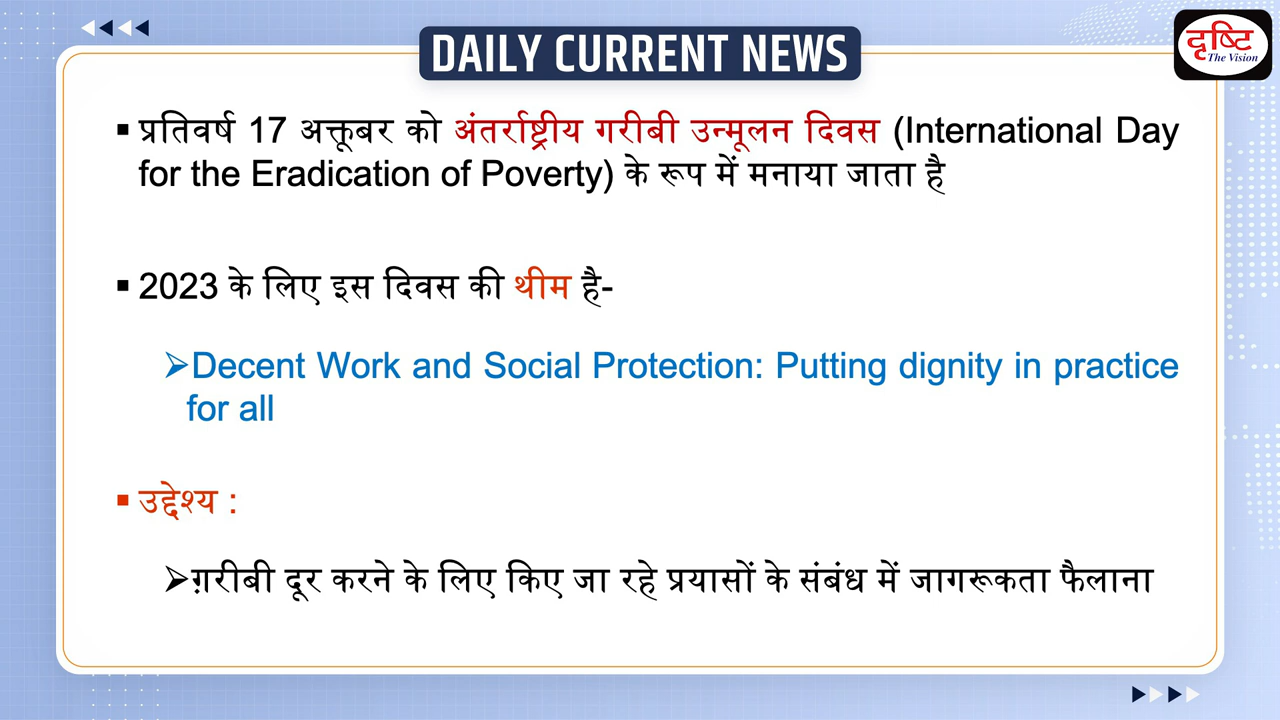 DAILY CURRENT NEWS
दृष्टि
The Vision
▪ प्रतिवर्ष 17 अक्तूबर को अंतर्राष्ट्रीय गरीबी उन्मूलन दिवस (International Day
for the Eradication of Poverty) के रूप में मनाया जाता है
▪ 2023 के लिए इस दिवस की थीम है-
➢Decent Work and Social Protection: Putting dignity in practice
for all
▪ उद्देश्य :
➢ग़रीबी दूर करने के लिए किए जा रहे प्रयासों के संबंध में जागरूकता फैलाना